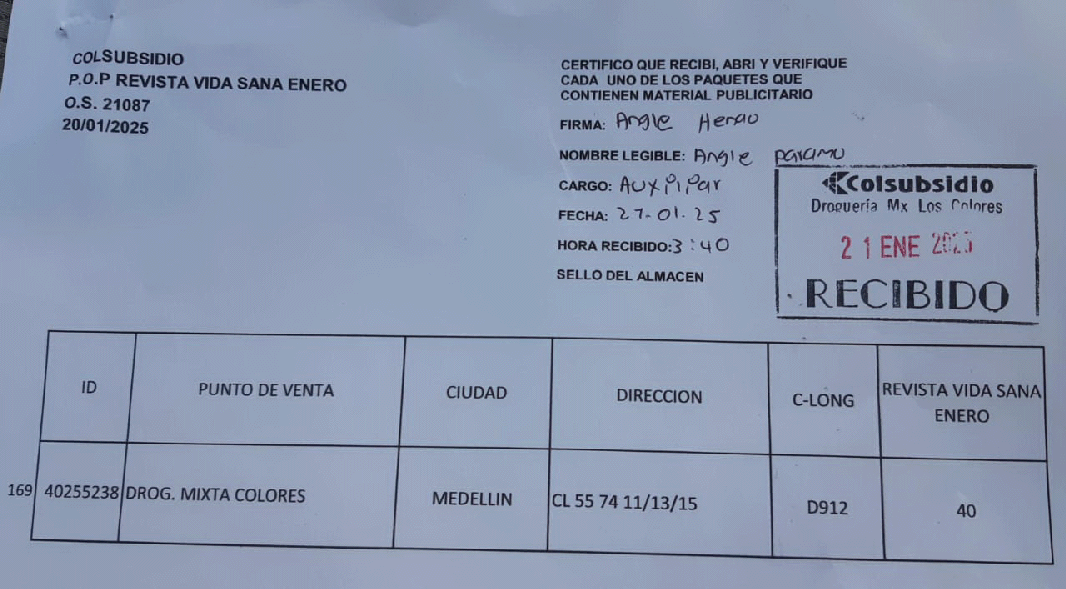 COLSUBSIDIO
P.O.P REVISTA VIDA SANA ENERO
O.S. 21087
20/01/2025
CERTIFICO QUE RECIBI, ABRI Y VERIFIQUE
CADA UNO DE LOS PAQUETES QUE
CONTIENEN MATERIAL PUBLICITARIO
FIRMA: Angie Henao
NOMBRE LEGIBLE: Angie
CARGO: Aux
FECHA: 27-01-25
HORA RECIBIDO: 3:40
SELLO DEL ALMACEN
Colsubsidio
Droguería Mx Los Colores
21 ENE 2025
RECIBIDO
ID PUNTO DE VENTA CIUDAD DIRECCION C-LONG REVISTA VIDA SANA
ENERO
169 40255238 DROG. MIXTA COLORES MEDELLIN CL 55 74 11/13/15 D912 40